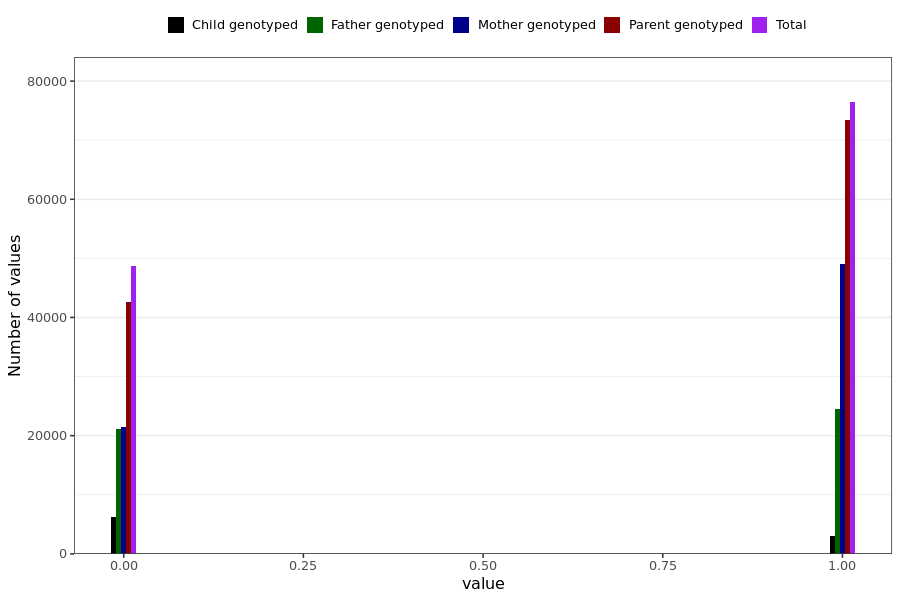 Child genotyped Father genotyped Mother genotyped Parent genotyped Total
80000
60000
40000
20000
0
Number of values
0.00 0.25 0.50 0.75 1.00
value